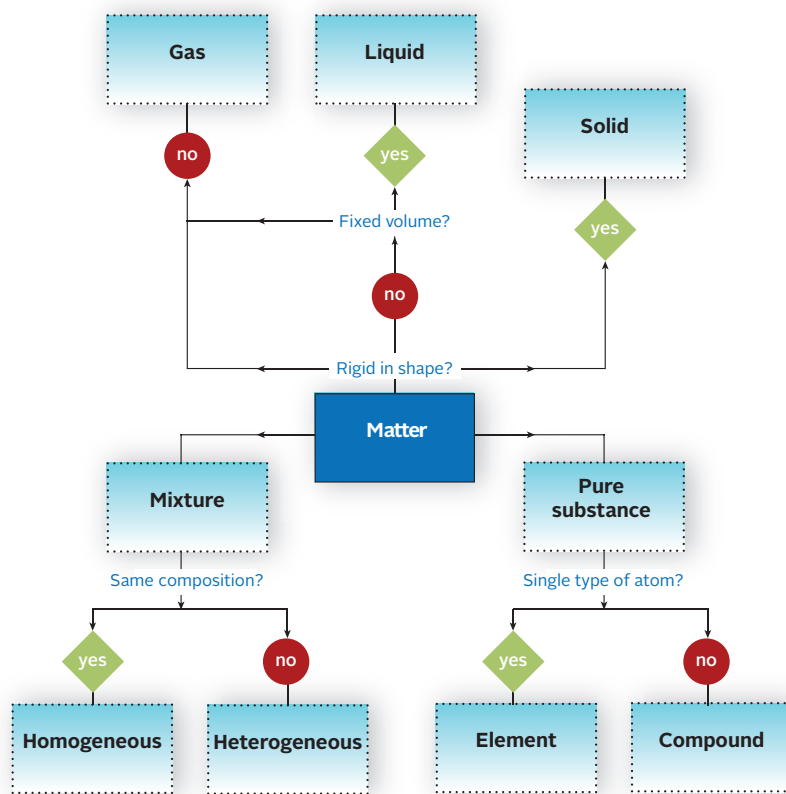 Gas
Liquid
Solid
no
yes
yes
Fixed volume?
no
Rigid in shape?
Matter
Mixture
Pure
substance
Same composition?
Single type of atom?
yes
no
yes
no
Homogeneous
Heterogeneous
Element
Compound